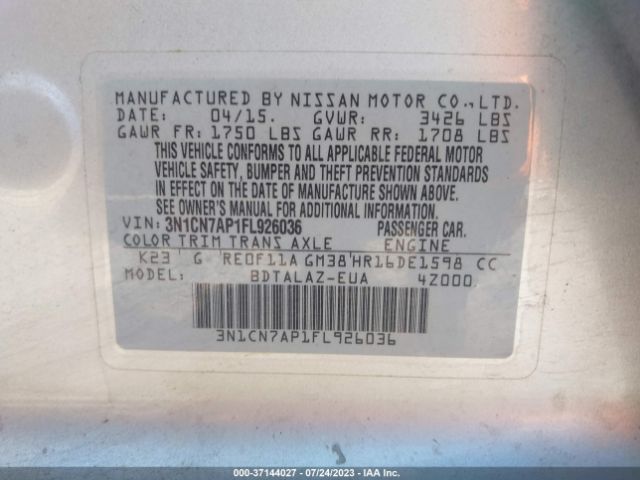 MANUFACTURED BY NISSAN MOTOR CO.,LTD.
DATE: 04/15. GVWR: 3426 LBS
GAWR FR: 1750 LBS GAWR RR: 1708 LBS
THIS VEHICLE CONFORMS TO ALL APPLICABLE FEDERAL MOTOR
VEHICLE SAFETY, BUMPER AND THEFT PREVENTION STANDARDS
IN EFFECT ON THE DATE OF MANUFACTURE SHOWN ABOVE.
SEE OWNER'S MANUAL FOR ADDITIONAL INFORMATION
VIN: 3N1CN7AP1FL926036 PASSENGER CAR.
COLOR TRIM TRANS AXLE ENGINE
K23 G RE0F11A GM38 HR16DE1598 CC
MODEL: BDTALAZ-EUA 4Z000
3N1CN7AP1FL926036
000-37144027 - 07/24/2023 - IAA Inc.